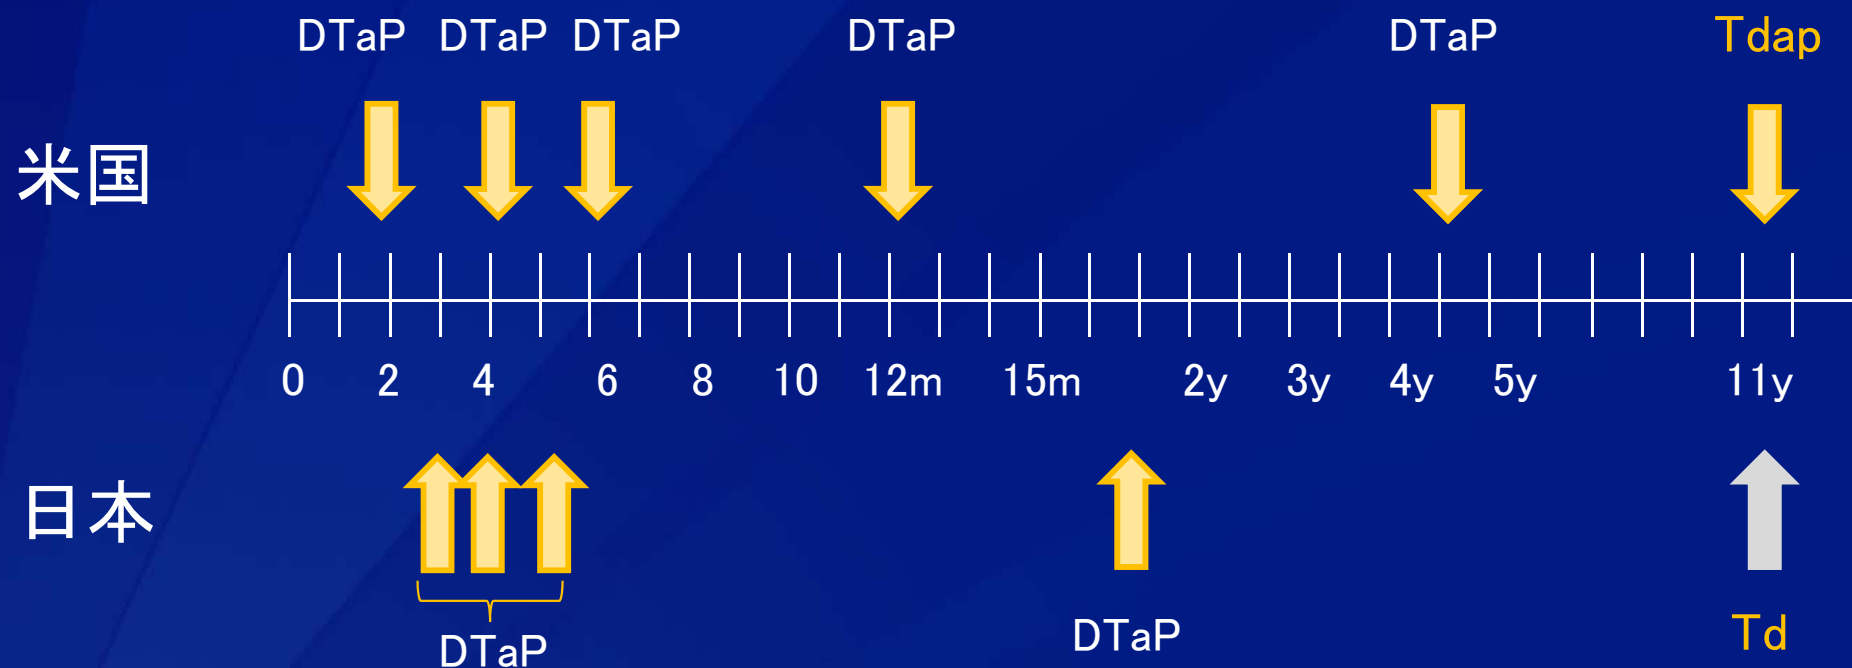 DTaP DTaP DTaP DTaP DTaP Tdap
米国
0 2 4 6 8 10 12m 15m 2y 3y 4y 5y 11y
日本
DTaP DTaP Td